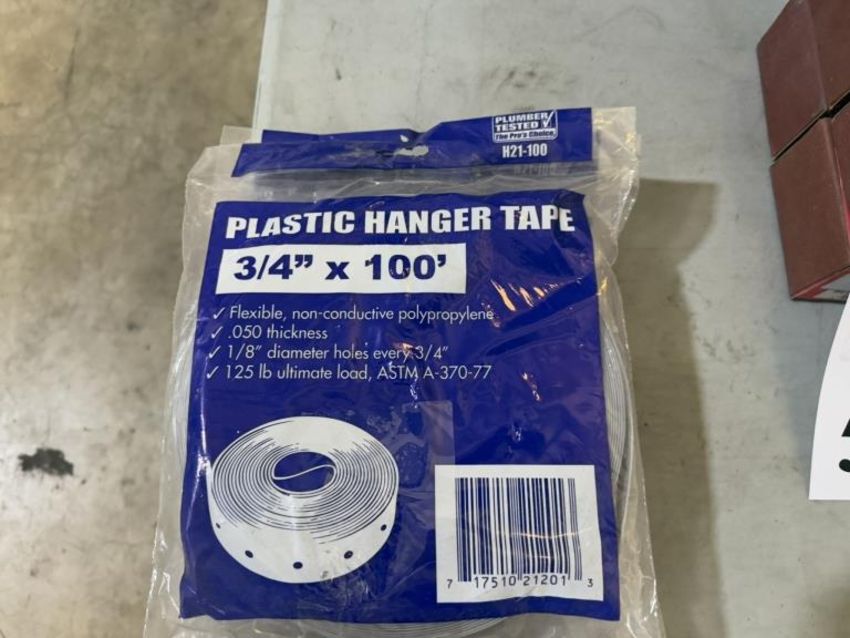 PLUMBER
TESTED
The Pro's Choice.
H21-100
PLASTIC HANGER TAPE
3/4" x 100'
✓ Flexible, non-conductive polypropylene
✓ .050 thickness
✓ 1/8" diameter holes every 3/4"
✓ 125 lb ultimate load, ASTM A-370-77
7 17510 21201 3